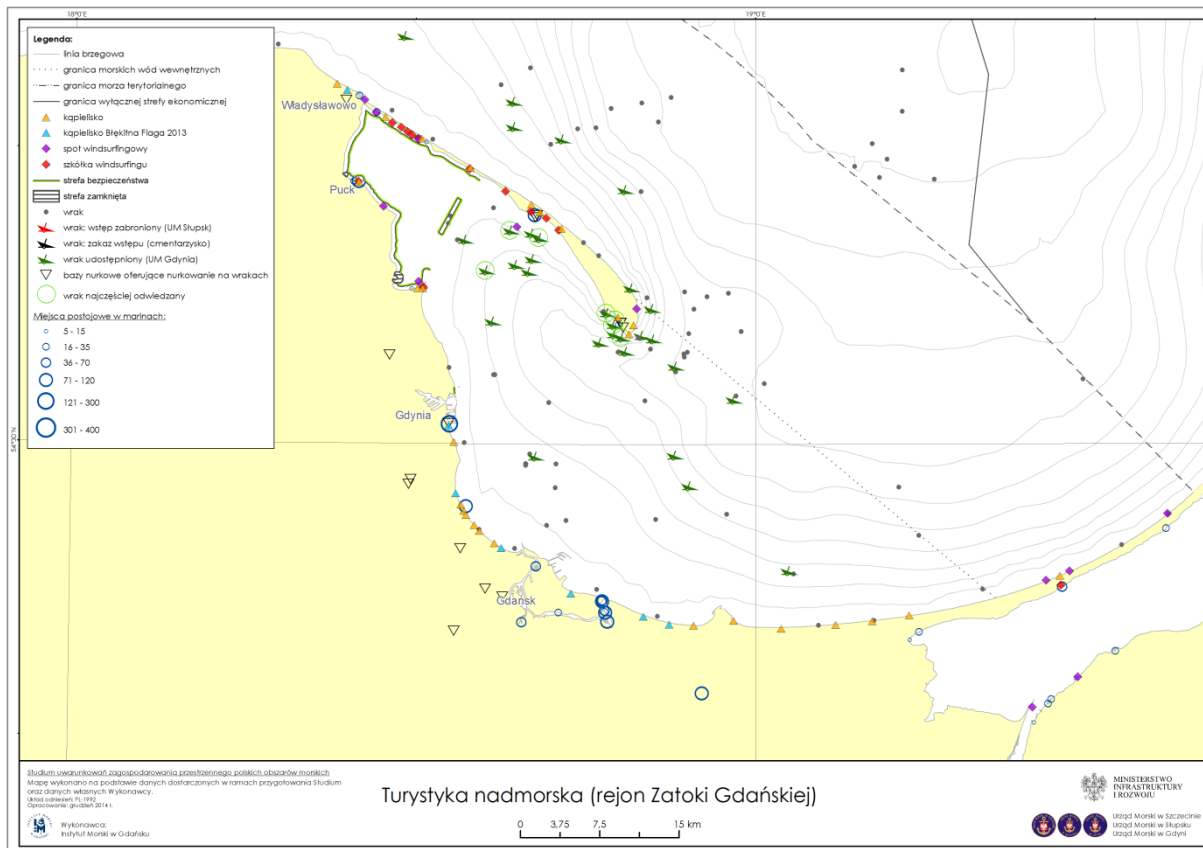 18°0'E
19°0'E
Legenda:
linia brzegowa
granica morskich wód wewnętrznych
granica morza terytorialnego
granica wyłącznej strefy ekonomicznej
kąpielisko
kąpielisko Błękitna Flaga 2013
spot windsurfingowy
szkółka windsurfingu
strefa bezpieczeństwa
strefa zamknięta
wrak
wrak: wstęp zabroniony (UM Słupsk)
wrak: zakaz wstępu (cmentarzysko)
wrak udostępniony (UM Gdynia)
bazy nurkowe oferujące nurkowanie na wrakach
wrak najczęściej odwiedzany
Miejsca postojowe w marinach:
5 - 15
16 - 35
36 - 70
71 - 120
121 - 300
301 - 400
Władysławowo
Puck
Gdynia
54°30'N
Gdańsk
Studium uwarunkowań zagospodarowania przestrzennego polskich obszarów morskich
Mapę wykonano na podstawie danych dostarczonych w ramach przygotowania Studium
oraz danych własnych Wykonawcy.
Układ odniesień: PL-1992
Opracowanie: grudzień 2014 r.
Wykonawca:
Instytut Morski w Gdańsku
Turystyka nadmorska (rejon Zatoki Gdańskiej)
0 3,75 7,5 15 km
MINISTERSTWO
INFRASTRUKTURY
I ROZWOJU
Urząd Morski w Szczecinie
Urząd Morski w Słupsku
Urząd Morski w Gdyni